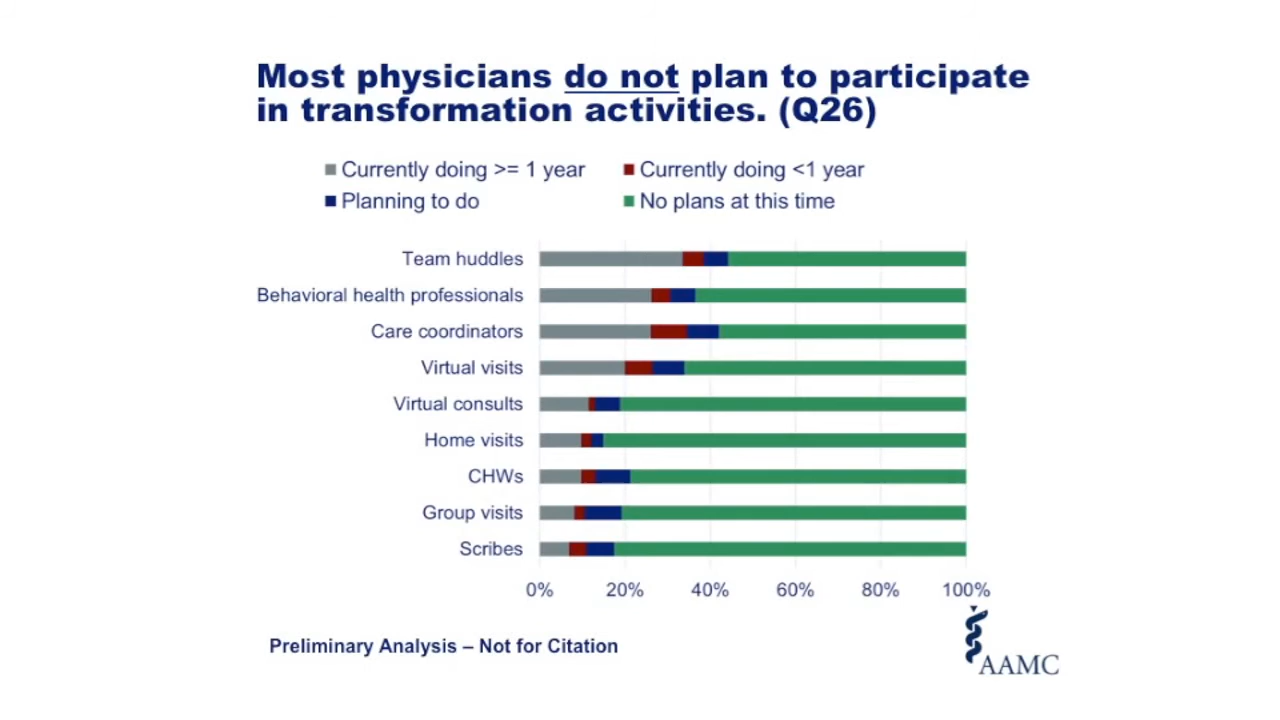 Most physicians do not plan to participate
in transformation activities. (Q26)
Currently doing >= 1 year
Currently doing <1 year
Planning to do
No plans at this time
Team huddles
Behavioral health professionals
Care coordinators
Virtual visits
Virtual consults
Home visits
CHWs
Group visits
Scribes
0% 20% 40% 60% 80% 100%
Preliminary Analysis – Not for Citation
AAMC